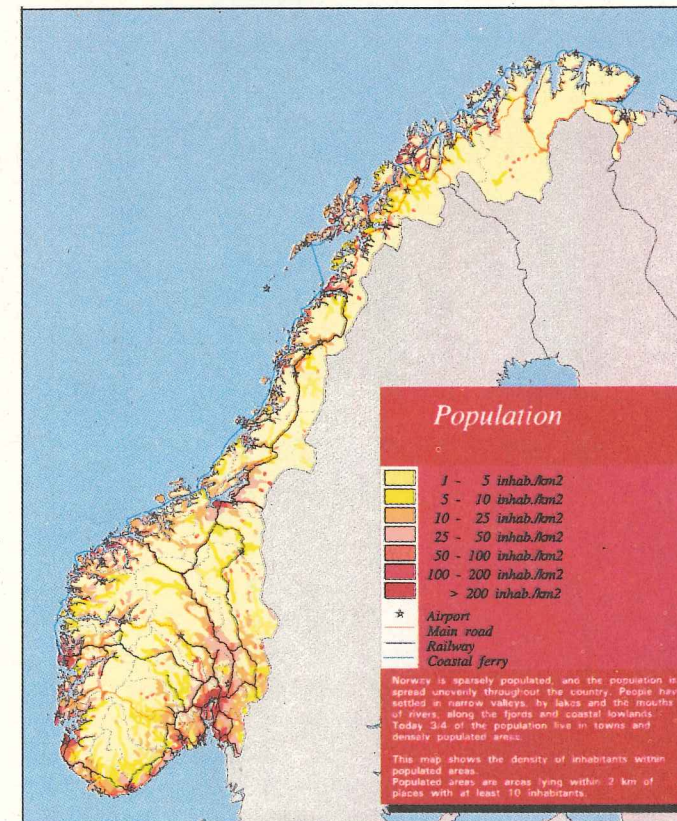 Population
1 - 5 inhab./km2
5 - 10 inhab./km2
10 - 25 inhab./km2
25 - 50 inhab./km2
50 - 100 inhab./km2
100 - 200 inhab./km2
> 200 inhab./km2
Airport
Main road
Railway
Coastal ferry
Norway is sparsely populated, and the population is
spread unevenly throughout the country. People hav
settled in narrow valleys, by lakes and the mouths
of rivers, along the fjords and coastal lowlands.
Today 3/4 of the population live in towns and
densely populated areas.
This map shows the density of inhabitants within
populated areas.
Populated areas are areas lying within 2 km of
places with at least 10 inhabitants.